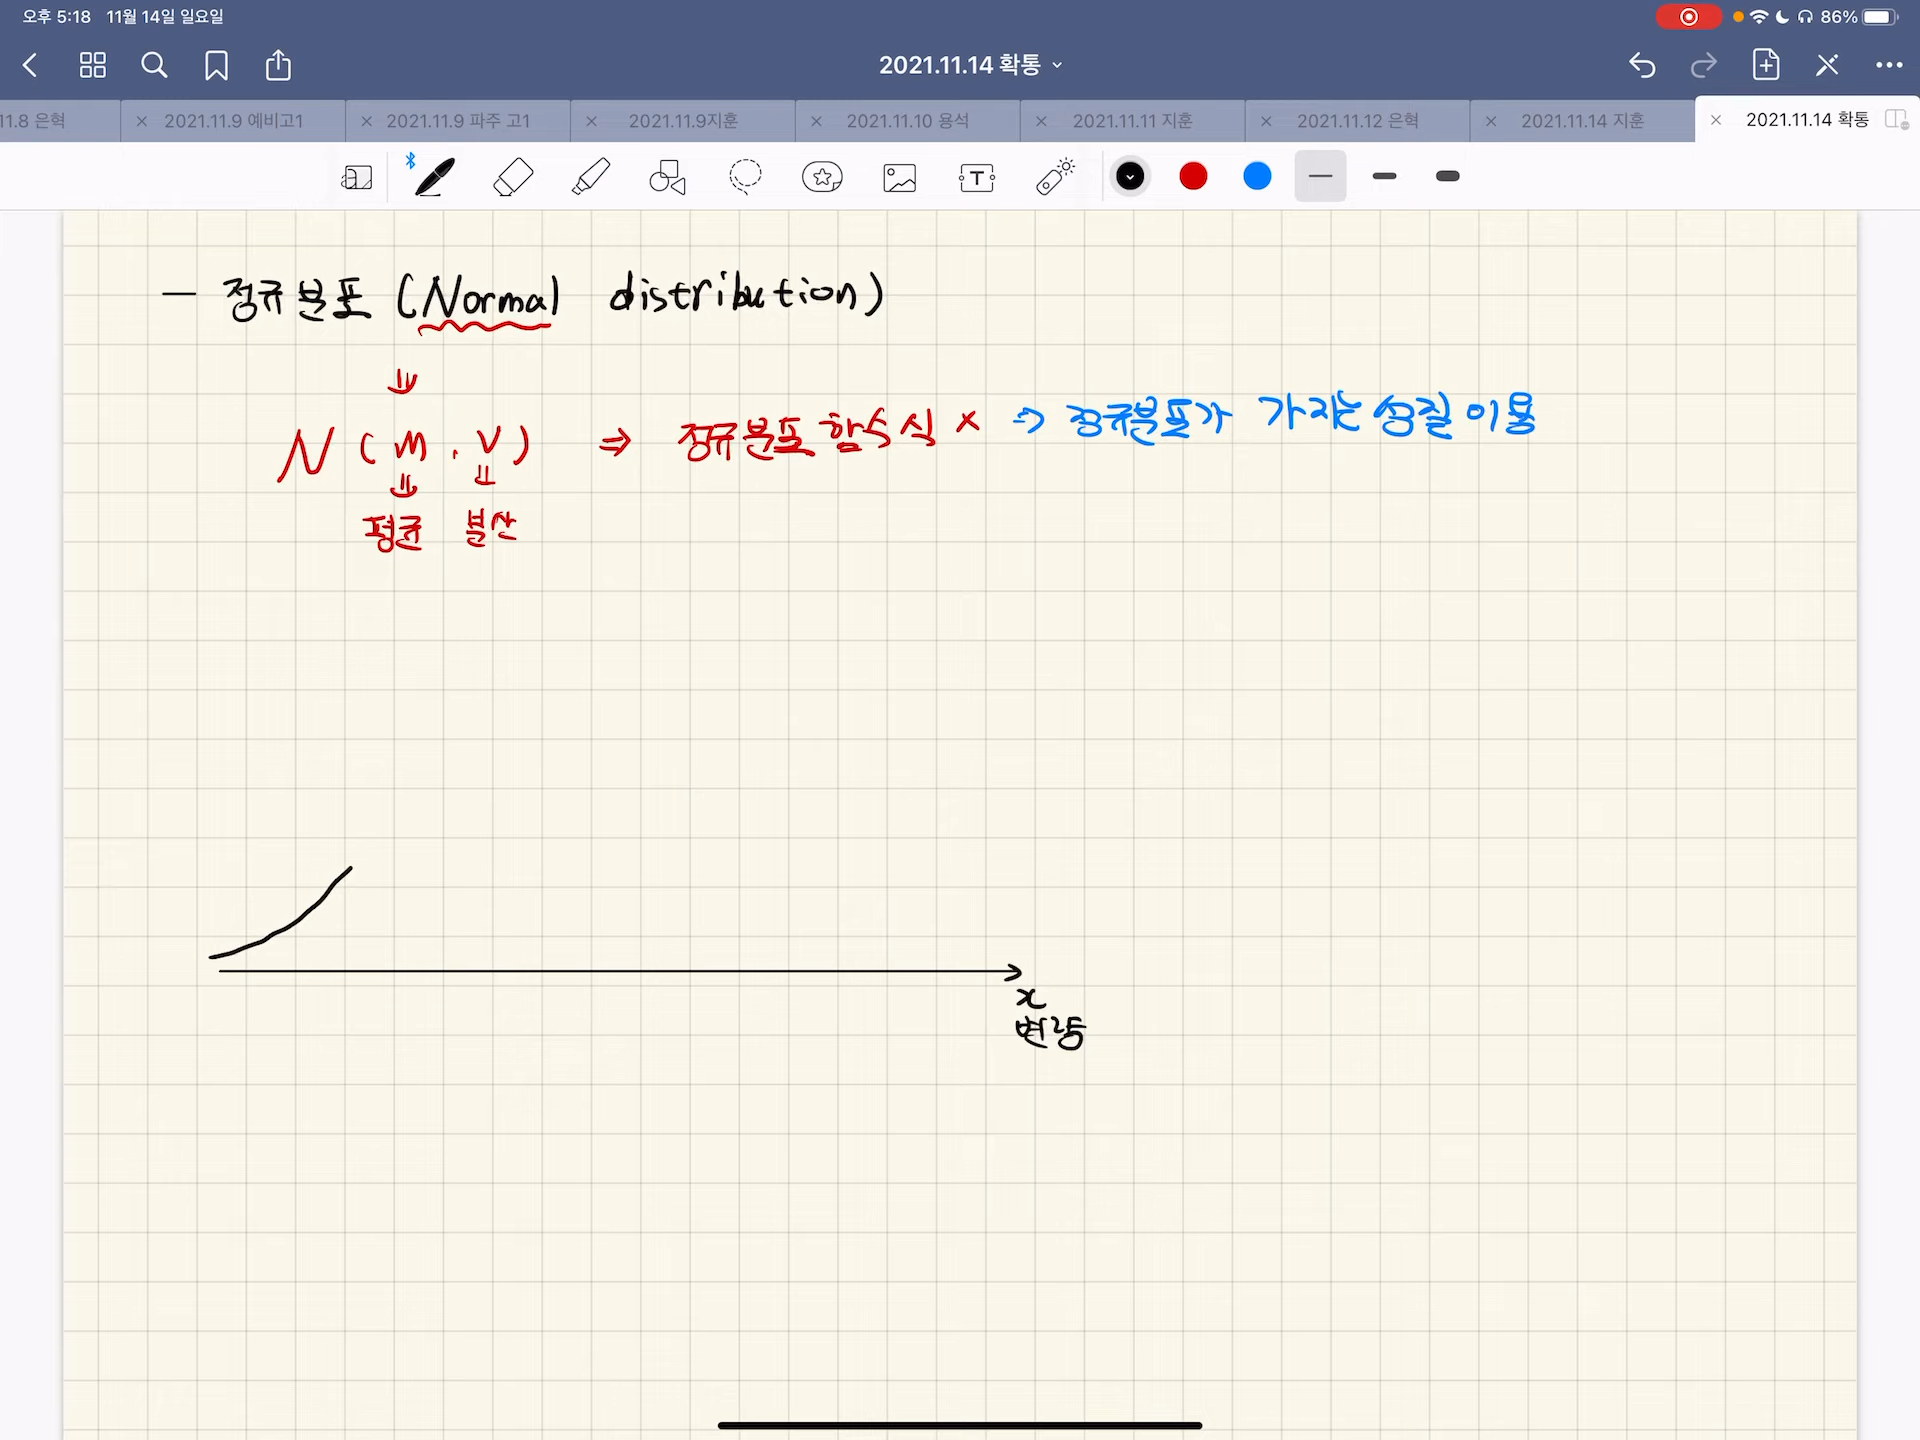 오후 5:18 11월 14일 일요일
86%
2021.11.14 확통
11.8 은혁
2021.11.9 예비고1
2021.11.9 파주 고1
2021.11.9지훈
2021.11.10 용석
2021.11.11 지훈
2021.11.12 은혁
2021.11.14 지훈
2021.11.14 확통
— 정규분포 (Normal distribution)
⇓
N ( m , V ) ⇒ 정규분포 함수식 × ⇒ 정규분포가 가지는 성질 이용
⇓ ⇓
평균 분산
x
변량